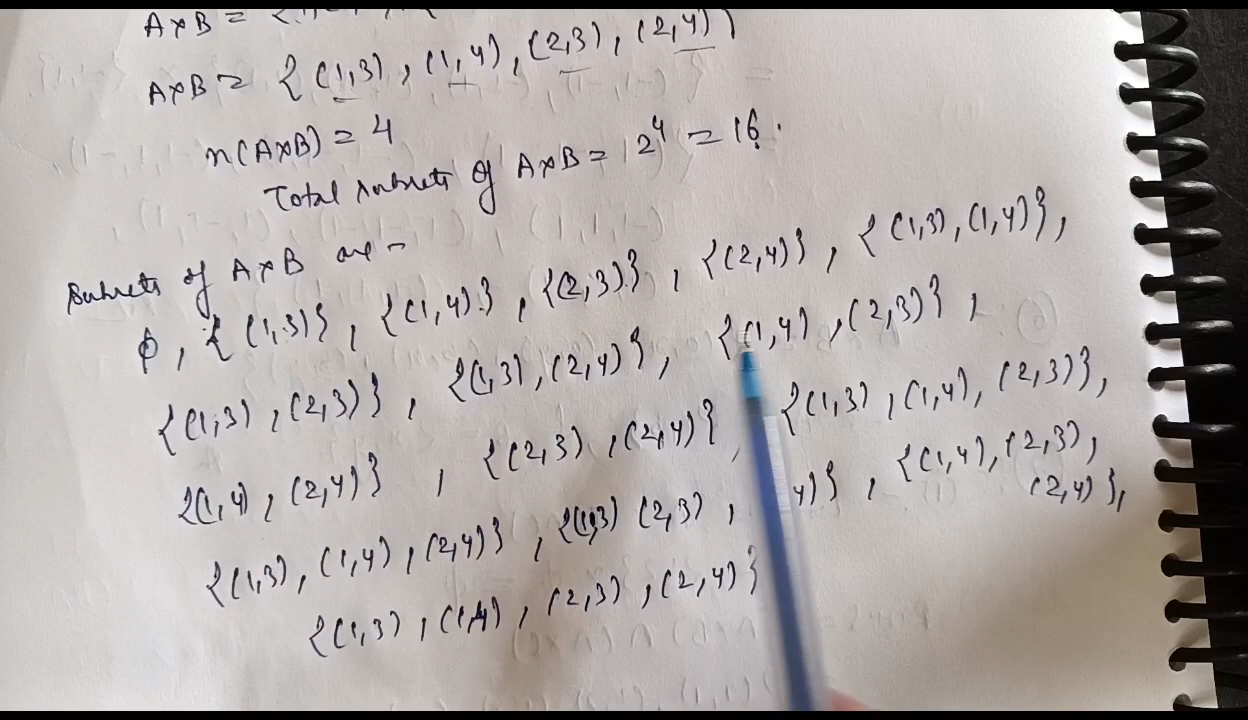 A×B =
A×B = {(1,3), (1,4), (2,3), (2,4)}
n(A×B) = 4
Total subsets of A×B = 2⁴ = 16.
Subsets of A×B are -
ϕ, {(1,3)}, {(1,4)}, {(2,3)}, {(2,4)}, {(1,3), (1,4)},
{(1,3), (2,3)}, {(1,3), (2,4)}, {(1,4), (2,3)},
{(1,4), (2,4)}, {(2,3), (2,4)}, {(1,3), (1,4), (2,3)},
{(1,3), (1,4), (2,4)}, {(1,3) (2,3), 4)}, {(1,4), (2,3),
(2,4)},
{(1,3), (1,4), (2,3), (2,4)}